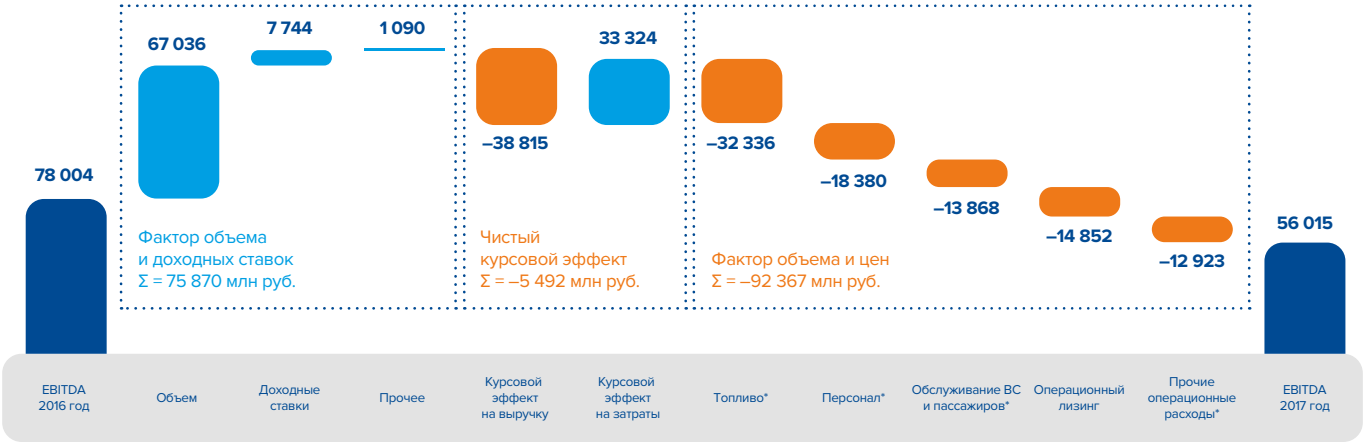 78 004
67 036
7 744
1 090
Фактор объема
и доходных ставок
Σ = 75 870 млн руб.
–38 815
33 324
Чистый
курсовой эффект
Σ = –5 492 млн руб.
–32 336
–18 380
–13 868
–14 852
–12 923
Фактор объема и цен
Σ = –92 367 млн руб.
56 015
EBITDA
2016 год
Объем
Доходные
ставки
Прочее
Курсовой
эффект
на выручку
Курсовой
эффект
на затраты
Топливо*
Персонал*
Обслуживание ВС
и пассажиров*
Операционный
лизинг
Прочие
операционные
расходы*
EBITDA
2017 год